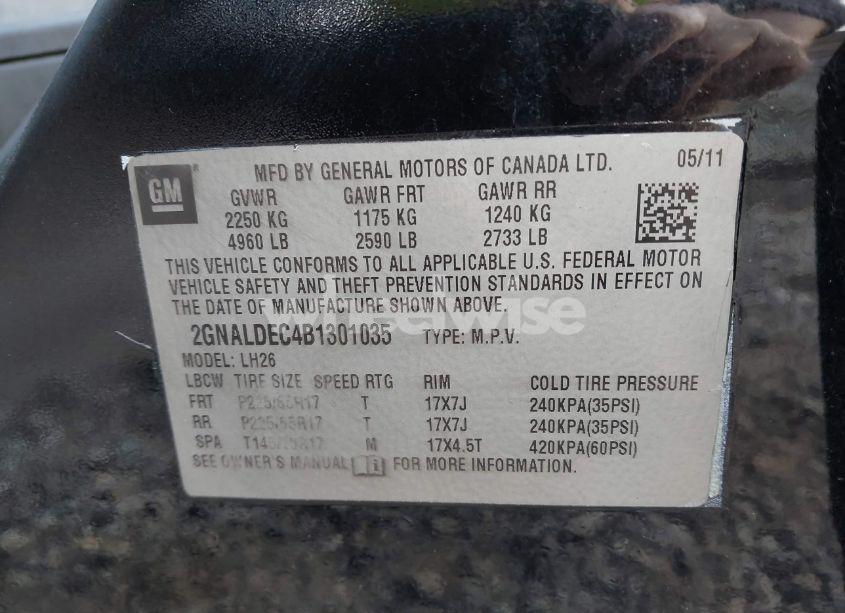 GM
MFD BY GENERAL MOTORS OF CANADA LTD. 05/11
GVWR GAWR FRT GAWR RR
2250 KG 1175 KG 1240 KG
4960 LB 2590 LB 2733 LB
THIS VEHICLE CONFORMS TO ALL APPLICABLE U.S. FEDERAL MOTOR
VEHICLE SAFETY AND THEFT PREVENTION STANDARDS IN EFFECT ON
THE DATE OF MANUFACTURE SHOWN ABOVE.
2GNALDEC4B1301035 TYPE: M.P.V.
MODEL: LH26
LBCW TIRE SIZE SPEED RTG RIM COLD TIRE PRESSURE
FRT T 17X7J 240KPA(35PSI)
RR T 17X7J 240KPA(35PSI)
SPA M 17X4.5T 420KPA(60PSI)
SEE OWNER'S MANUAL FOR MORE INFORMATION.